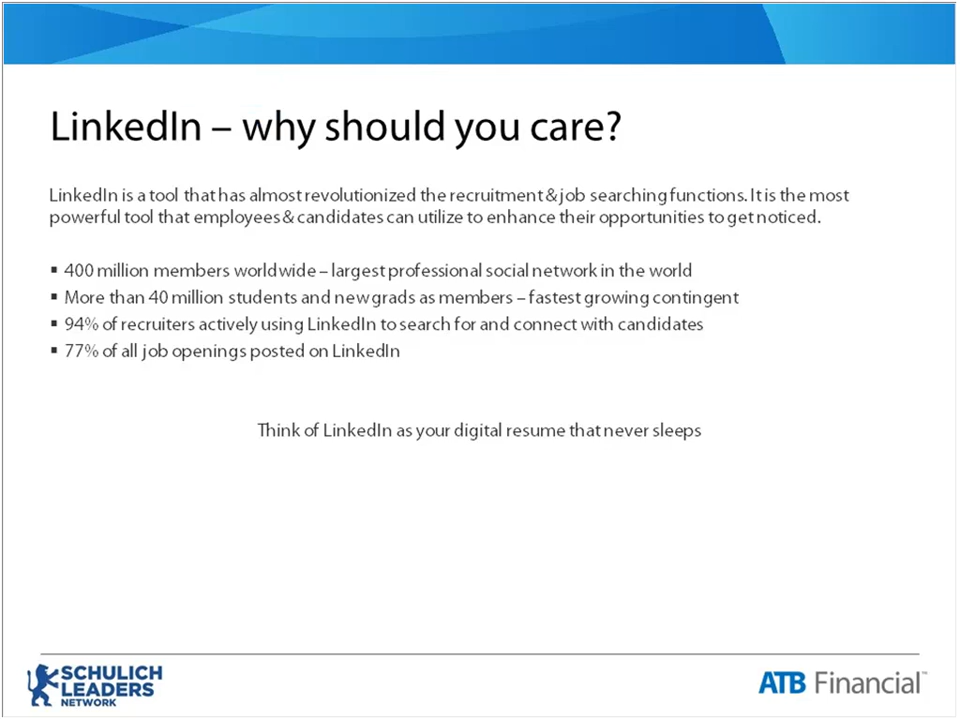 LinkedIn – why should you care?
LinkedIn is a tool that has almost revolutionized the recruitment & job searching functions. It is the most
powerful tool that employees & candidates can utilize to enhance their opportunities to get noticed.
▪ 400 million members worldwide – largest professional social network in the world
▪ More than 40 million students and new grads as members – fastest growing contingent
▪ 94% of recruiters actively using LinkedIn to search for and connect with candidates
▪ 77% of all job openings posted on LinkedIn
Think of LinkedIn as your digital resume that never sleeps
SCHULICH
LEADERS
NETWORK
ATB Financial™